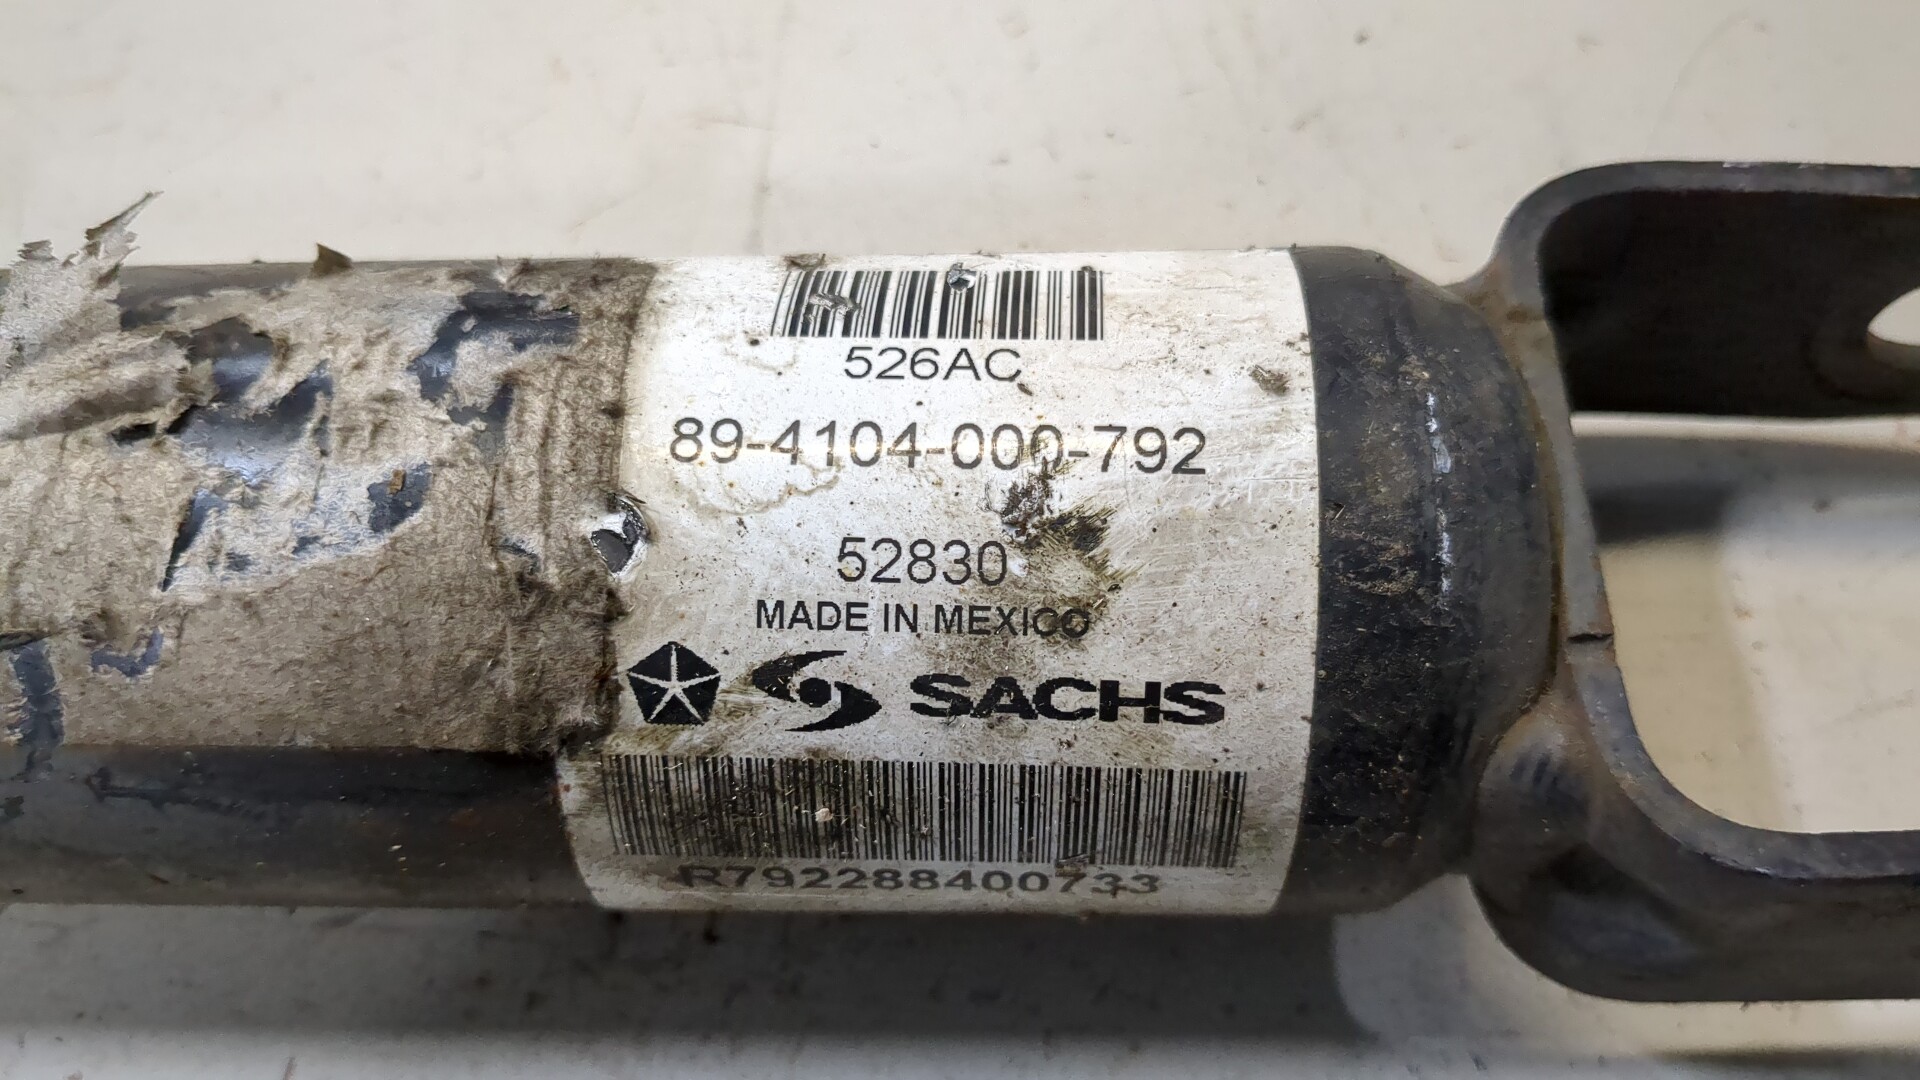 526AC
89-4104-000-792
52830
MADE IN MEXICO
SACHS
R792288400733